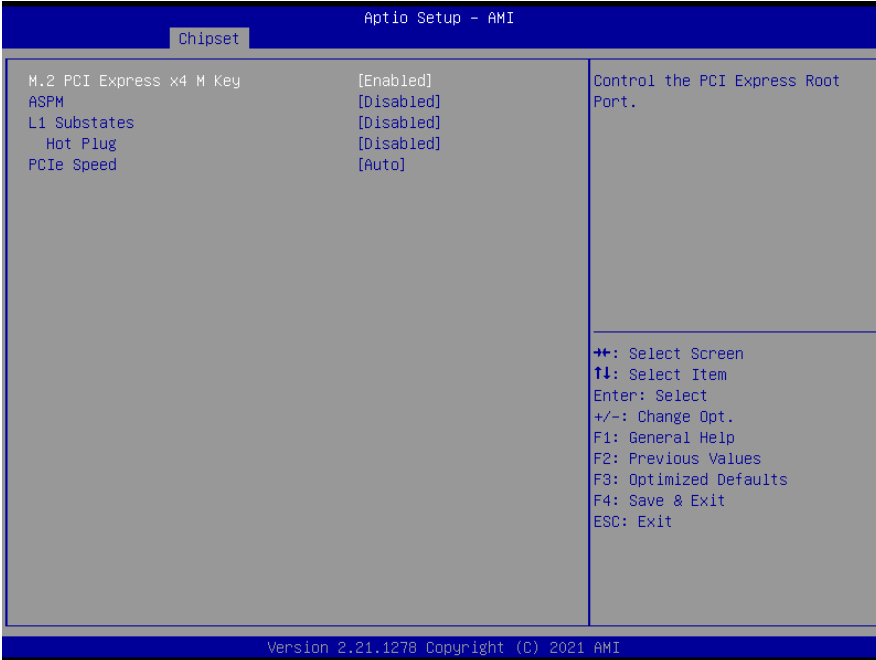 Aptio Setup – AMI
Chipset
M.2 PCI Express x4 M Key [Enabled]
ASPM [Disabled]
L1 Substates [Disabled]
Hot Plug [Disabled]
PCIe Speed [Auto]
Control the PCI Express Root
Port.
→←: Select Screen
↑↓: Select Item
Enter: Select
+/-: Change Opt.
F1: General Help
F2: Previous Values
F3: Optimized Defaults
F4: Save & Exit
ESC: Exit
Version 2.21.1278 Copyright (C) 2021 AMI